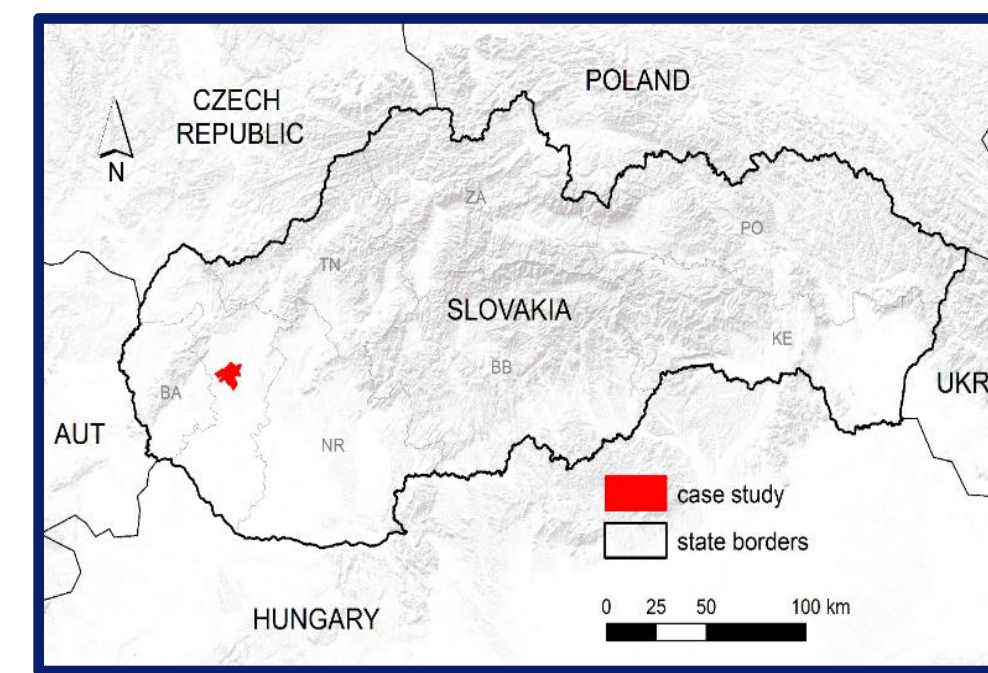 POLAND
CZECH
REPUBLIC
N
ZA
PO
TN
SLOVAKIA
KE
BB
BA
UKR
AUT
NR
case study
state borders
0 25 50 100 km
HUNGARY